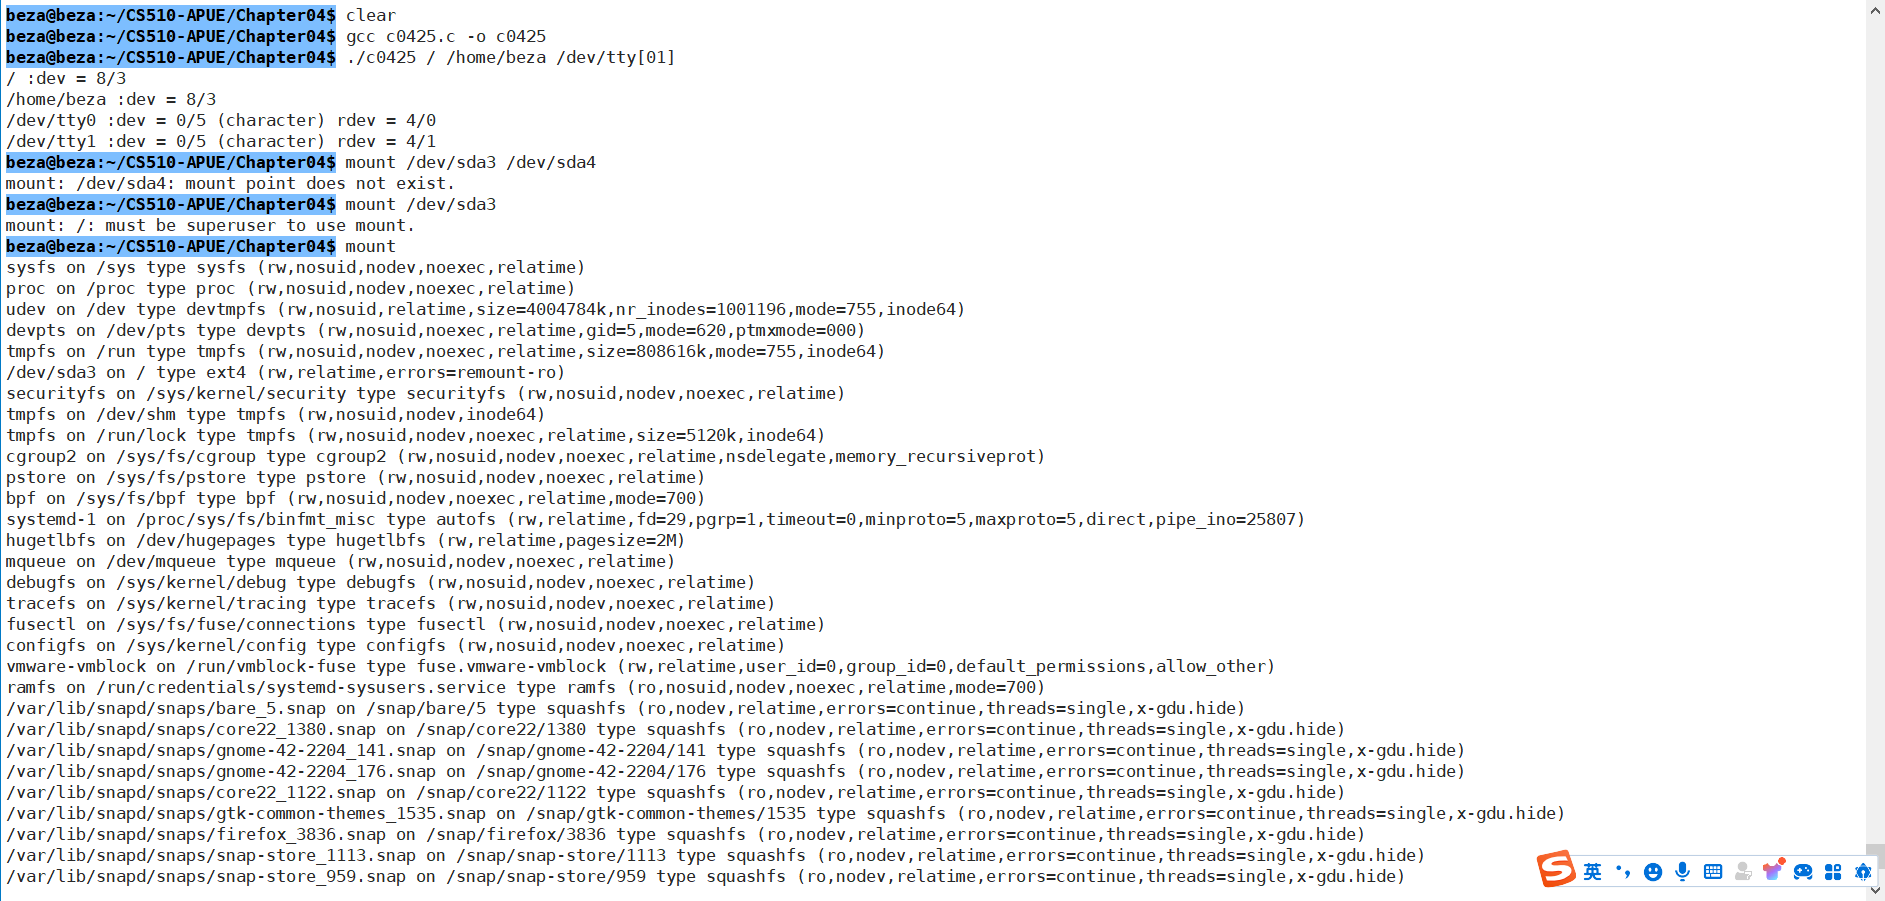 beza@beza:~/CS510-APUE/Chapter04$ clear
beza@beza:~/CS510-APUE/Chapter04$ gcc c0425.c -o c0425
beza@beza:~/CS510-APUE/Chapter04$ ./c0425 / /home/beza /dev/tty[01]
/ :dev = 8/3
/home/beza :dev = 8/3
/dev/tty0 :dev = 0/5 (character) rdev = 4/0
/dev/tty1 :dev = 0/5 (character) rdev = 4/1
beza@beza:~/CS510-APUE/Chapter04$ mount /dev/sda3 /dev/sda4
mount: /dev/sda4: mount point does not exist.
beza@beza:~/CS510-APUE/Chapter04$ mount /dev/sda3
mount: /: must be superuser to use mount.
beza@beza:~/CS510-APUE/Chapter04$ mount
sysfs on /sys type sysfs (rw,nosuid,nodev,noexec,relatime)
proc on /proc type proc (rw,nosuid,nodev,noexec,relatime)
udev on /dev type devtmpfs (rw,nosuid,relatime,size=4004784k,nr_inodes=1001196,mode=755,inode64)
devpts on /dev/pts type devpts (rw,nosuid,noexec,relatime,gid=5,mode=620,ptmxmode=000)
tmpfs on /run type tmpfs (rw,nosuid,nodev,noexec,relatime,size=808616k,mode=755,inode64)
/dev/sda3 on / type ext4 (rw,relatime,errors=remount-ro)
securityfs on /sys/kernel/security type securityfs (rw,nosuid,nodev,noexec,relatime)
tmpfs on /dev/shm type tmpfs (rw,nosuid,nodev,inode64)
tmpfs on /run/lock type tmpfs (rw,nosuid,nodev,noexec,relatime,size=5120k,inode64)
cgroup2 on /sys/fs/cgroup type cgroup2 (rw,nosuid,nodev,noexec,relatime,nsdelegate,memory_recursiveprot)
pstore on /sys/fs/pstore type pstore (rw,nosuid,nodev,noexec,relatime)
bpf on /sys/fs/bpf type bpf (rw,nosuid,nodev,noexec,relatime,mode=700)
systemd-1 on /proc/sys/fs/binfmt_misc type autofs (rw,relatime,fd=29,pgrp=1,timeout=0,minproto=5,maxproto=5,direct,pipe_ino=25807)
hugetlbfs on /dev/hugepages type hugetlbfs (rw,relatime,pagesize=2M)
mqueue on /dev/mqueue type mqueue (rw,nosuid,nodev,noexec,relatime)
debugfs on /sys/kernel/debug type debugfs (rw,nosuid,nodev,noexec,relatime)
tracefs on /sys/kernel/tracing type tracefs (rw,nosuid,nodev,noexec,relatime)
fusectl on /sys/fs/fuse/connections type fusectl (rw,nosuid,nodev,noexec,relatime)
configfs on /sys/kernel/config type configfs (rw,nosuid,nodev,noexec,relatime)
vmware-vmblock on /run/vmblock-fuse type fuse.vmware-vmblock (rw,relatime,user_id=0,group_id=0,default_permissions,allow_other)
ramfs on /run/credentials/systemd-sysusers.service type ramfs (ro,nosuid,nodev,noexec,relatime,mode=700)
/var/lib/snapd/snaps/bare_5.snap on /snap/bare/5 type squashfs (ro,nodev,relatime,errors=continue,threads=single,x-gdu.hide)
/var/lib/snapd/snaps/core22_1380.snap on /snap/core22/1380 type squashfs (ro,nodev,relatime,errors=continue,threads=single,x-gdu.hide)
/var/lib/snapd/snaps/gnome-42-2204_141.snap on /snap/gnome-42-2204/141 type squashfs (ro,nodev,relatime,errors=continue,threads=single,x-gdu.hide)
/var/lib/snapd/snaps/gnome-42-2204_176.snap on /snap/gnome-42-2204/176 type squashfs (ro,nodev,relatime,errors=continue,threads=single,x-gdu.hide)
/var/lib/snapd/snaps/core22_1122.snap on /snap/core22/1122 type squashfs (ro,nodev,relatime,errors=continue,threads=single,x-gdu.hide)
/var/lib/snapd/snaps/gtk-common-themes_1535.snap on /snap/gtk-common-themes/1535 type squashfs (ro,nodev,relatime,errors=continue,threads=single,x-gdu.hide)
/var/lib/snapd/snaps/firefox_3836.snap on /snap/firefox/3836 type squashfs (ro,nodev,relatime,errors=continue,threads=single,x-gdu.hide)
/var/lib/snapd/snaps/snap-store_1113.snap on /snap/snap-store/1113 type squashfs (ro,nodev,relatime,errors=continue,threads=single,x-gdu.hide)
/var/lib/snapd/snaps/snap-store_959.snap on /snap/snap-store/959 type squashfs (ro,nodev,relatime,errors=continue,threads=single,x-gdu.hide)
英